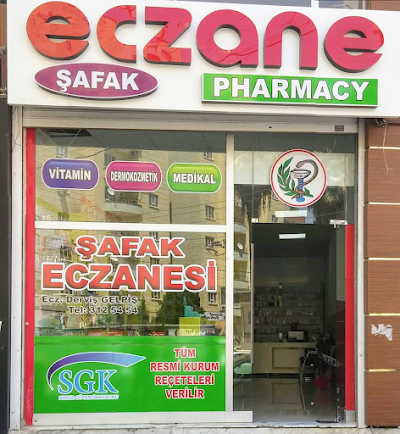 eczane
ŞAFAK
PHARMACY
VİTAMİN
DERMOKOZMETİK
MEDİKAL
ŞAFAK
ECZANESİ
Ecz. Derviş GELPİŞ
Tel: 312 54 54
SGK
TÜM
RESMİ KURUM
REÇETELERİ
VERİLİR